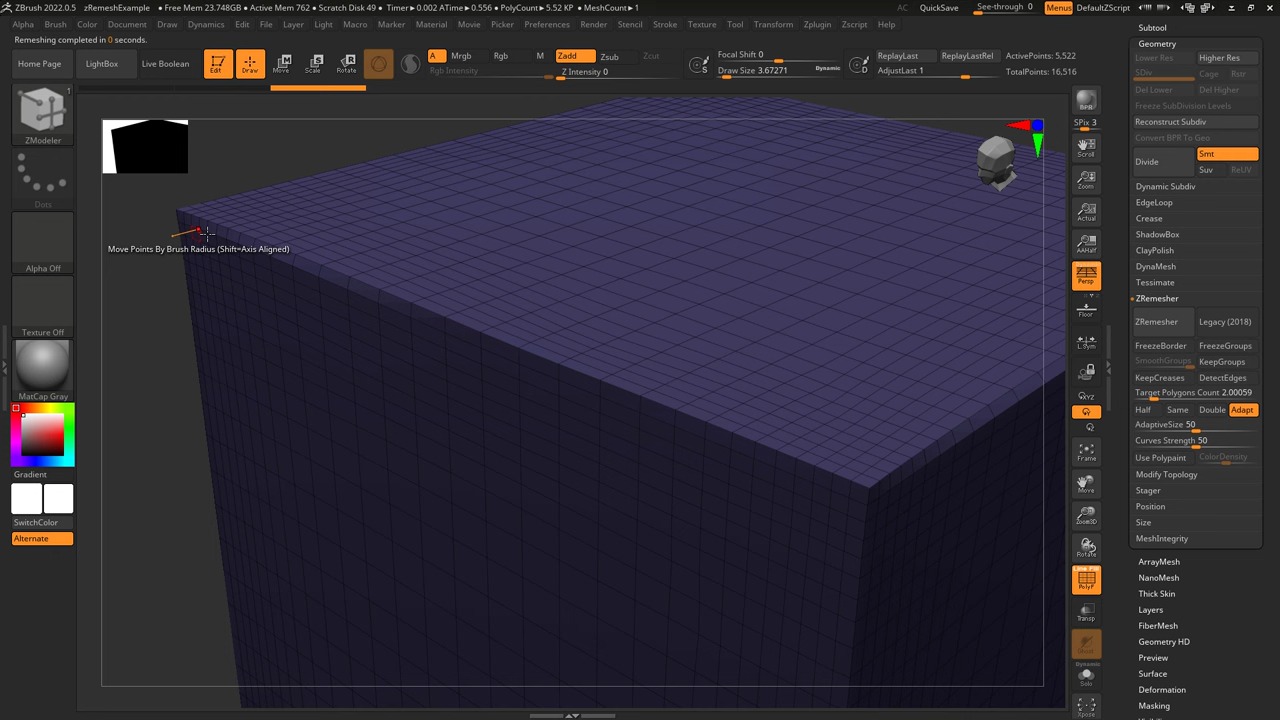 ZBrush 2022.0.5 zRemeshExample ● Free Mem 23.748GB ● Active Mem 762 ● Scratch Disk 49 ● Timer▶0.002 ATime▶0.556 ● PolyCount▶5.52 KP ● MeshCount▶1 AC QuickSave See-through 0 Menus DefaultZScript
Alpha Brush Color Document Draw Dynamics Edit File Layer Light Macro Marker Material Movie Picker Preferences Render Stencil Stroke Texture Tool Transform Zplugin Zscript Help
Remeshing completed in 0 seconds.
Home Page LightBox Live Boolean Edit Draw Move Scale Rotate
A Mrgb Rgb M Zadd Zsub Zcut
Rgb Intensity Z Intensity 0
Focal Shift 0
Draw Size 3.67271 Dynamic
S
D
ReplayLast ReplayLastRel ActivePoints: 5,522
AdjustLast 1 TotalPoints: 16,516
1
ZModeler
Dots
Alpha Off
Texture Off
MatCap Gray
Gradient
SwitchColor
Alternate
Move Points By Brush Radius (Shift=Axis Aligned)
BPR
SPix 3
Scroll
Zoom
Actual
AAHalf
Persp
Floor
L.Sym
Frame
Move
Zoom3D
Rotate
Line Fill
PolyF
Transp
Ghost
Dynamic
Solo
Xpose
Subtool
Geometry
Lower Res Higher Res
SDiv Cage Rstr
Del Lower Del Higher
Freeze SubDivision Levels
Reconstruct Subdiv
Convert BPR To Geo
Divide Smt
Suv ReUV
Dynamic Subdiv
EdgeLoop
Crease
ShadowBox
ClayPolish
DynaMesh
Tessimate
ZRemesher
ZRemesher Legacy (2018)
FreezeBorder FreezeGroups
SmoothGroups KeepGroups
KeepCreases DetectEdges
Target Polygons Count 2.00059
Half Same Double Adapt
AdaptiveSize 50
Curves Strength 50
Use Polypaint ColorDensity
Modify Topology
Stager
Position
Size
MeshIntegrity
ArrayMesh
NanoMesh
Thick Skin
Layers
FiberMesh
Geometry HD
Preview
Surface
Deformation
Masking